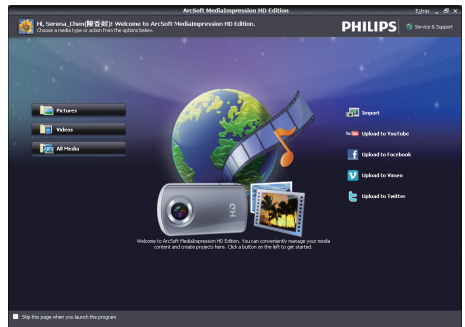 ArcSoft MediaImpression HD Edition
Extras
Hi, Serena_Chen(陳香如)! Welcome to ArcSoft MediaImpression HD Edition.
Choose a media type or action from the options below.
PHILIPS
Service & Support
Pictures
Videos
All Media
Import
Upload to YouTube
Upload to Facebook
Upload to Vimeo
Upload to Twitter
HD
Welcome to ArcSoft MediaImpression HD Edition. You can conveniently manage your media
content and create projects here. Click a button on the left to get started.
Skip this page when you launch the program